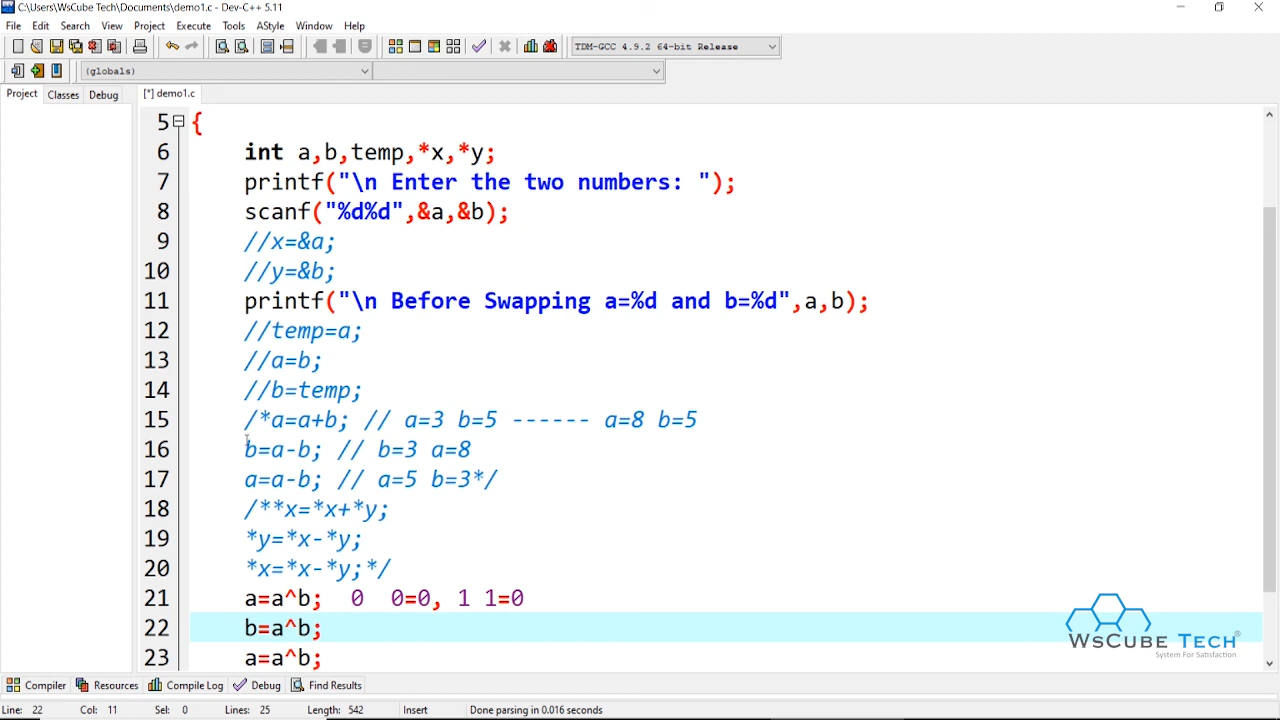 C:\Users\WsCube Tech\Documents\demo1.c - Dev-C++ 5.11
File Edit Search View Project Execute Tools AStyle Window Help
TDM-GCC 4.9.2 64-bit Release
(globals)
Project Classes Debug [*] demo1.c
5 {
6 int a,b,temp,*x,*y;
7 printf("\n Enter the two numbers: ");
8 scanf("%d%d",&a,&b);
9 //x=&a;
10 //y=&b;
11 printf("\n Before Swapping a=%d and b=%d",a,b);
12 //temp=a;
13 //a=b;
14 //b=temp;
15 /*a=a+b; // a=3 b=5 ------ a=8 b=5
16 b=a-b; // b=3 a=8
17 a=a-b; // a=5 b=3*/
18 /**x=*x+*y;
19 *y=*x-*y;
20 *x=*x-*y;*/
21 a=a^b; 0 0=0, 1 1=0
22 b=a^b;
23 a=a^b;
WsCube Tech®
System For Satisfaction
Compiler Resources Compile Log Debug Find Results
Line: 22 Col: 11 Sel: 0 Lines: 25 Length: 542 Insert Done parsing in 0.016 seconds